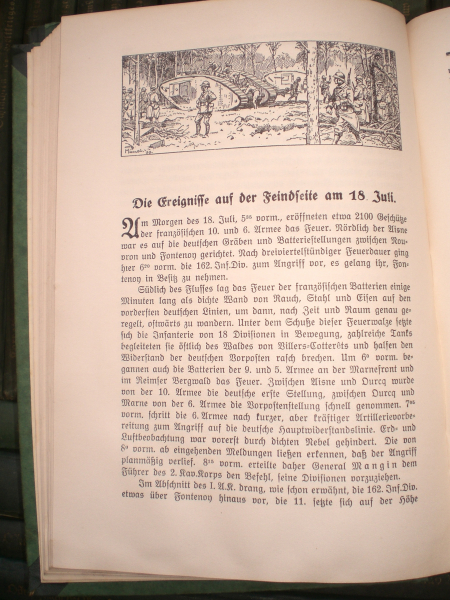 Die Ereignisse auf der Feindseite am 18. Juli.
Am Morgen des 18. Juli, 5³⁰ vorm., eröffneten etwa 2100 Geschütze
der französischen 10. und 6. Armee das Feuer. Nördlich der Aisne
war es auf die deutschen Gräben und Batteriestellungen zwischen Nou-
vron und Fontenoy gerichtet. Nach dreiviertelstündiger Feuerdauer ging
hier vorm. die 162. Inf.Div. zum Angriff vor, es gelang ihr, Fon-
tenoy in Besitz zu nehmen.
Südlich des Flusses lag das Feuer der französischen Batterien einige
Minuten lang als dichte Wand von Rauch, Stahl und Eisen auf den
vordersten deutschen Linien, um dann, nach Zeit und Raum genau ge-
regelt, ostwärts zu wandern. Unter dem Schutze dieser Feuerwalze setzte
sich die Infanterie von 18 Divisionen in Bewegung, zahlreiche Tanks
begleiteten sie östlich des Waldes von Villers-Cotteröts und halfen den
Widerstand der deutschen Vorposten rasch brechen. Um vorm. be-
gannen auch die Batterien der 9. und 5. Armee an der Marnefront und
im Reimser Bergwald das Feuer. Zwischen Aisne und Ourcq wurde
von der 10. Armee die deutsche erste Stellung, zwischen Ourcq und
Marne von der 6. Armee die Vorpostenstellung schnell genommen.
vorm. schritt die 6. Armee nach kurzer, aber kräftiger Artillerievorbe-
reitung zum Angriff auf die deutsche Hauptwiderstandslinie. Erd- und
Luftbeobachtung war vorerst durch dichten Nebel gehindert. Die von
vorm. ab eingehenden Meldungen ließen erkennen, daß der Angriff
planmäßig verlief. vorm. erteilte daher General Mangin dem
Führer des 2. Kav.Korps den Befehl, seine Divisionen vorzuziehen.
Im Abschnitt des I. A.K. drang, wie schon erwähnt, die 162. Inf.Div.
etwas über Fontenoy hinaus vor, die 11. setzte sich auf der Höhe